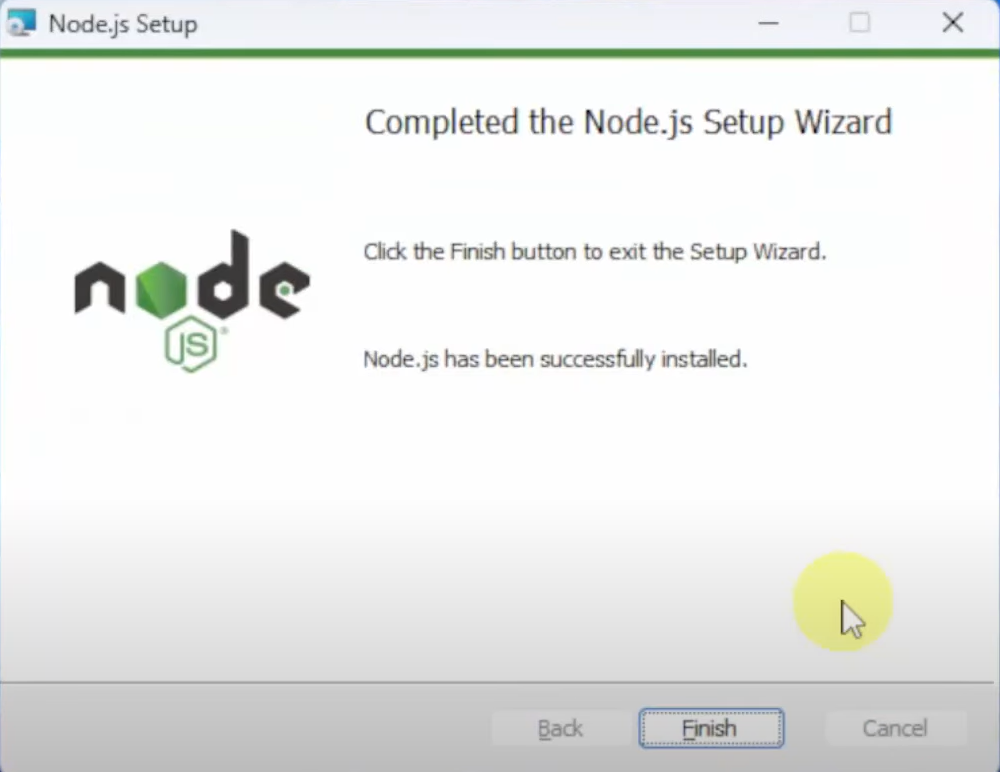 Node.js Setup
Completed the Node.js Setup Wizard
Click the Finish button to exit the Setup Wizard.
node
JS®
Node.js has been successfully installed.
Back
Finish
Cancel